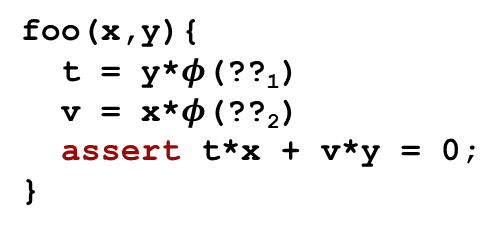 foo(x,y){
t = y*ϕ(??₁)
v = x*ϕ(??₂)
assert t*x + v*y = 0;
}